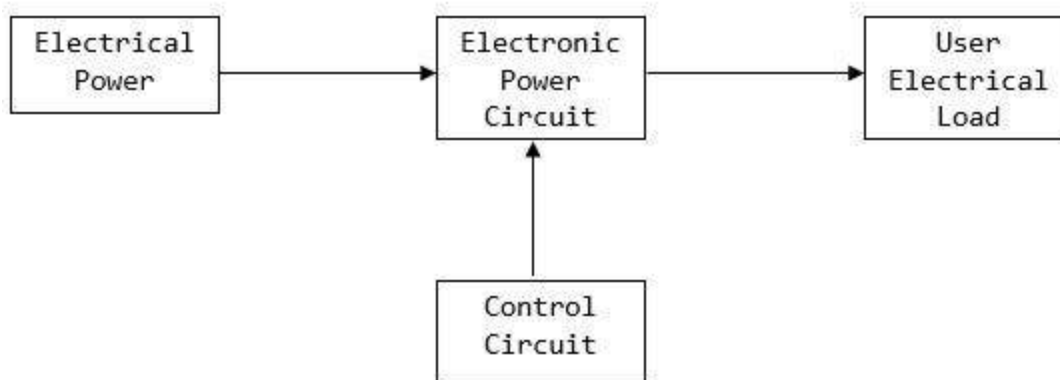 Electrical
Power
Electronic
Power
Circuit
User
Electrical
Load
Control
Circuit